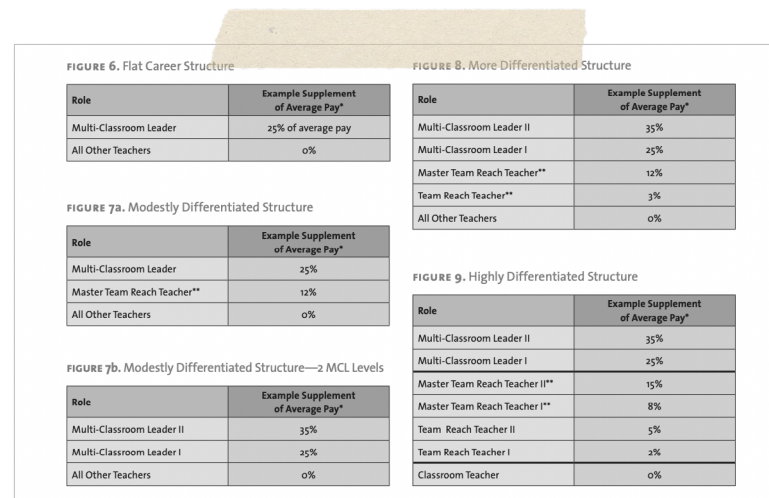 FIGURE 6. Flat Career Structure
Role Example Supplement
of Average Pay*
Multi-Classroom Leader 25% of average pay
All Other Teachers 0%
FIGURE 7a. Modestly Differentiated Structure
Role Example Supplement
of Average Pay*
Multi-Classroom Leader 25%
Master Team Reach Teacher** 12%
All Other Teachers 0%
FIGURE 7b. Modestly Differentiated Structure—2 MCL Levels
Role Example Supplement
of Average Pay*
Multi-Classroom Leader II 35%
Multi-Classroom Leader I 25%
All Other Teachers 0%
FIGURE 8. More Differentiated Structure
Role Example Supplement
of Average Pay*
Multi-Classroom Leader II 35%
Multi-Classroom Leader I 25%
Master Team Reach Teacher** 12%
Team Reach Teacher** 3%
All Other Teachers 0%
FIGURE 9. Highly Differentiated Structure
Role Example Supplement
of Average Pay*
Multi-Classroom Leader II 35%
Multi-Classroom Leader I 25%
Master Team Reach Teacher II** 15%
Master Team Reach Teacher I** 8%
Team Reach Teacher II 5%
Team Reach Teacher I 2%
Classroom Teacher 0%